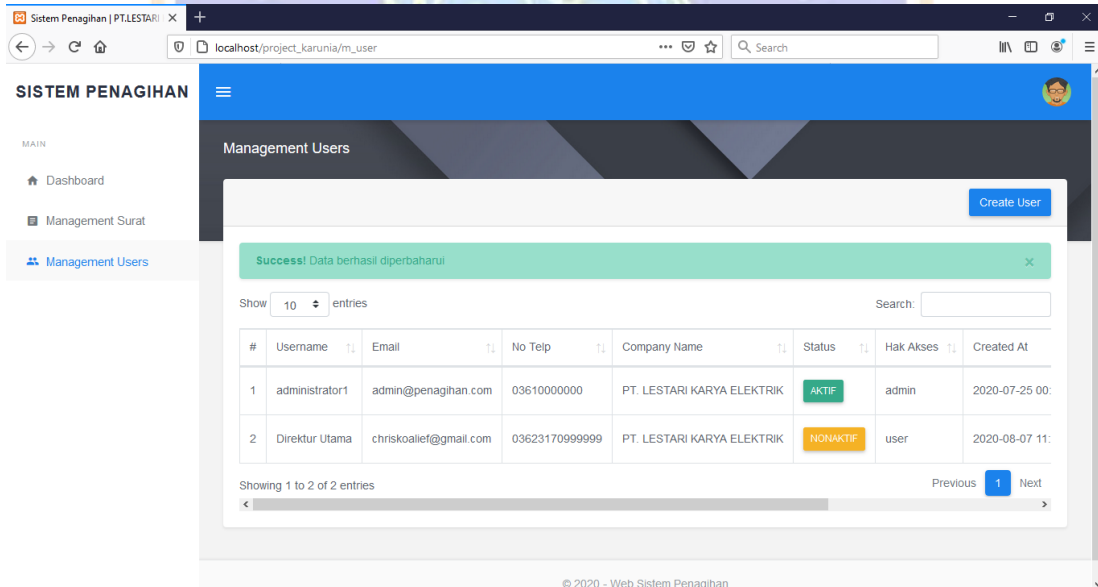 Sistem Penagihan | PT.LESTARI
localhost/project_karunia/m_user
Search
SISTEM PENAGIHAN
MAIN
Dashboard
Management Surat
Management Users
Management Users
Create User
Success! Data berhasil diperbaharui ×
Show 10 entries Search:
# Username Email No Telp Company Name Status Hak Akses Created At
1 administrator1 admin@penagihan.com 03610000000 PT. LESTARI KARYA ELEKTRIK AKTIF admin 2020-07-25 00:
2 Direktur Utama chriskoalief@gmail.com 03623170999999 PT. LESTARI KARYA ELEKTRIK NONAKTIF user 2020-08-07 11:
Showing 1 to 2 of 2 entries Previous 1 Next
© 2020 - Web Sistem Penagihan